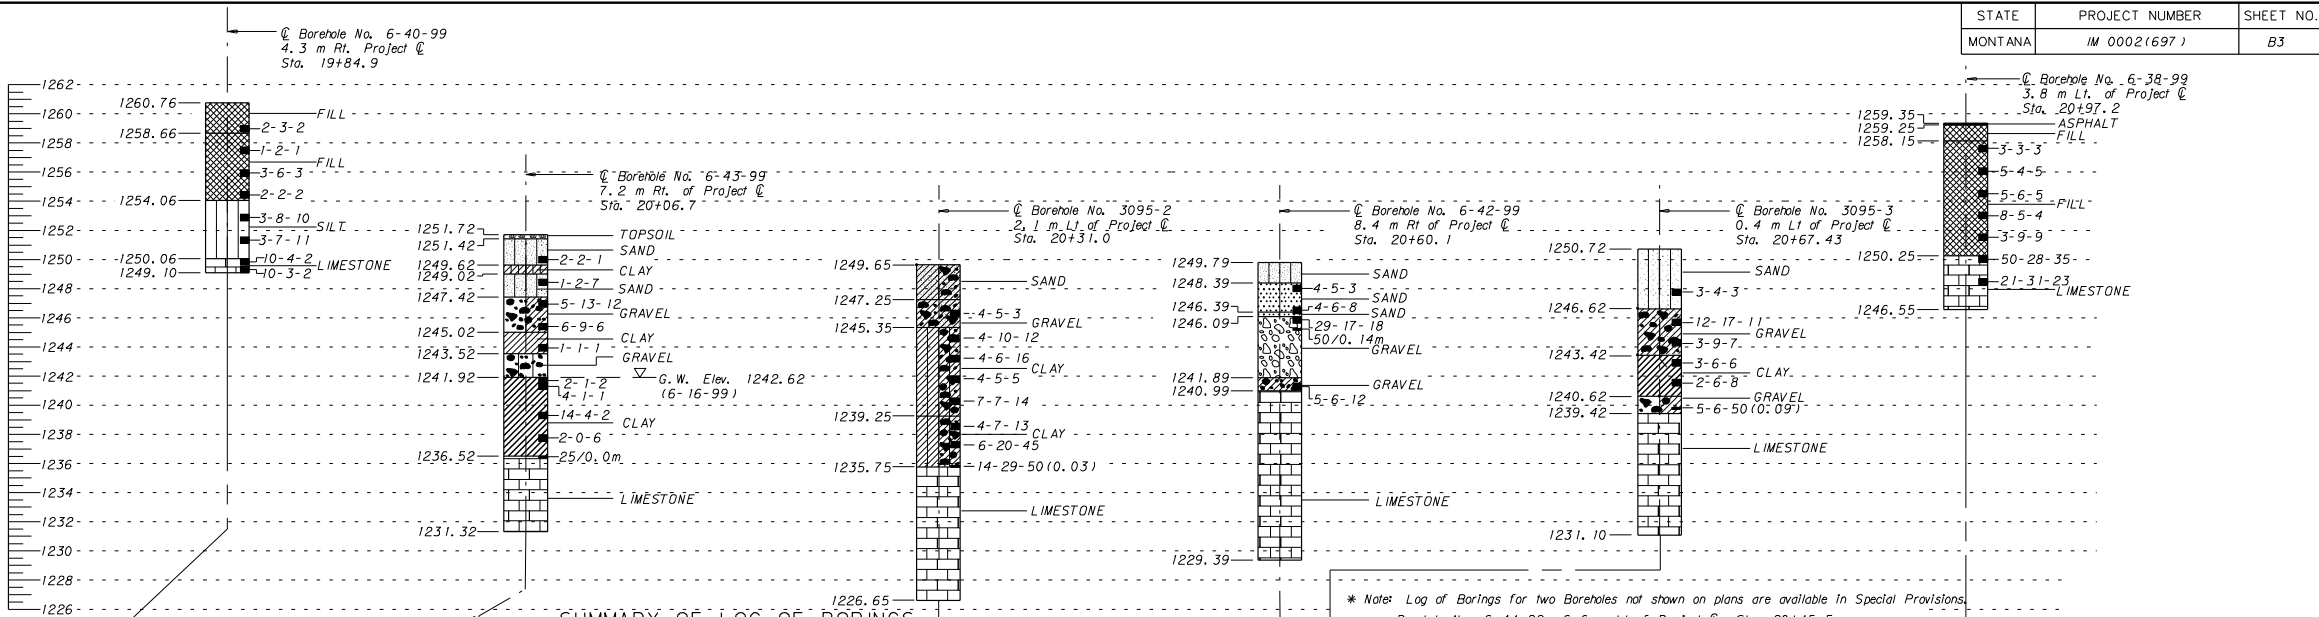 STATE PROJECT NUMBER SHEET NO.
MONTANA IM 0002(697) B3
℄ Borehole No. 6-40-99
4.3 m Rt. Project ℄
Sta. 19+84.9
1262
1260
1258
1256
1254
1252
1250
1248
1246
1244
1242
1240
1238
1236
1234
1232
1230
1228
1226
1260.76
FILL
2-3-2
1258.66
1-2-1
FILL
3-6-3
2-2-2
1254.06
3-8-10
SILT
3-7-11
1250.06
10-4-2
LIMESTONE
1249.10
10-3-2
℄ Borehole No. 6-43-99
7.2 m Rt. of Project ℄
Sta. 20+06.7
1251.72
TOPSOIL
1251.42
SAND
2-2-1
1249.62
CLAY
1249.02
1-2-7
SAND
1247.42
5-13-12
GRAVEL
6-9-6
1245.02
CLAY
1-1-1
1243.52
GRAVEL
1241.92
2-1-2
4-1-1
G.W. Elev. 1242.62
(6-16-99)
14-4-2
CLAY
2-0-6
1236.52
25/0.0m
LIMESTONE
1231.32
℄ Borehole No. 3095-2
2.1 m Lt of Project ℄
Sta. 20+31.0
1249.65
SAND
1247.25
4-5-3
GRAVEL
1245.35
4-10-12
4-6-16
CLAY
4-5-5
7-7-14
1239.25
4-7-13
CLAY
6-20-45
1235.75
14-29-50(0.03)
LIMESTONE
1226.65
℄ Borehole No. 6-42-99
8.4 m Rt of Project ℄
Sta. 20+60.1
1249.79
SAND
1248.39
4-5-3
SAND
1246.39
4-6-8
SAND
1246.09
29-17-18
50/0.14m
GRAVEL
1241.89
GRAVEL
1240.99
5-6-12
LIMESTONE
1229.39
℄ Borehole No. 3095-3
0.4 m Lt of Project ℄
Sta. 20+67.43
1250.72
SAND
3-4-3
1246.62
12-17-11
GRAVEL
3-9-7
1243.42
3-6-6
CLAY
2-6-8
1240.62
GRAVEL
5-6-50(0.09)
1239.42
LIMESTONE
1231.10
℄ Borehole No. 6-38-99
3.8 m Lt. of Project ℄
Sta. 20+97.2
1259.35
ASPHALT
1259.25
FILL
1258.15
3-3-3
5-4-5
5-6-5
FILL
8-5-4
3-9-9
1250.25
50-28-35
21-31-23
LIMESTONE
1246.55
* Note: Log of Borings for two Boreholes not shown on plans are available in Special Provisions.
SUMMARY OF LOG OF BORINGS